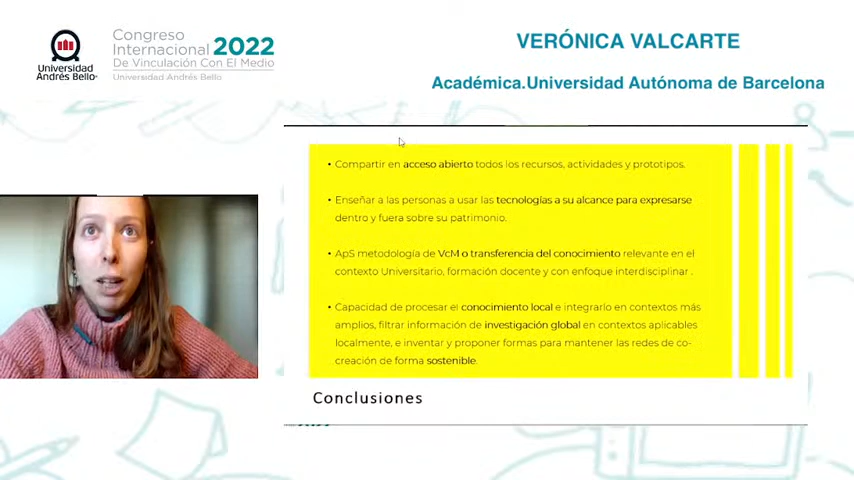 Universidad
Andrés Bello
Congreso
Internacional 2022
De Vinculación Con El Medio
Universidad Andrés Bello
VERÓNICA VALCARTE
Académica.Universidad Autónoma de Barcelona
• Compartir en acceso abierto todos los recursos, actividades y prototipos.
• Enseñar a las personas a usar las tecnologías a su alcance para expresarse
dentro y fuera sobre su patrimonio.
• ApS metodología de VcM o transferencia del conocimiento relevante en el
contexto Universitario, formación docente y con enfoque interdisciplinar .
• Capacidad de procesar el conocimiento local e integrarlo en contextos más
amplios, filtrar información de investigación global en contextos aplicables
localmente, e inventar y proponer formas para mantener las redes de co-
creación de forma sostenible.
Conclusiones